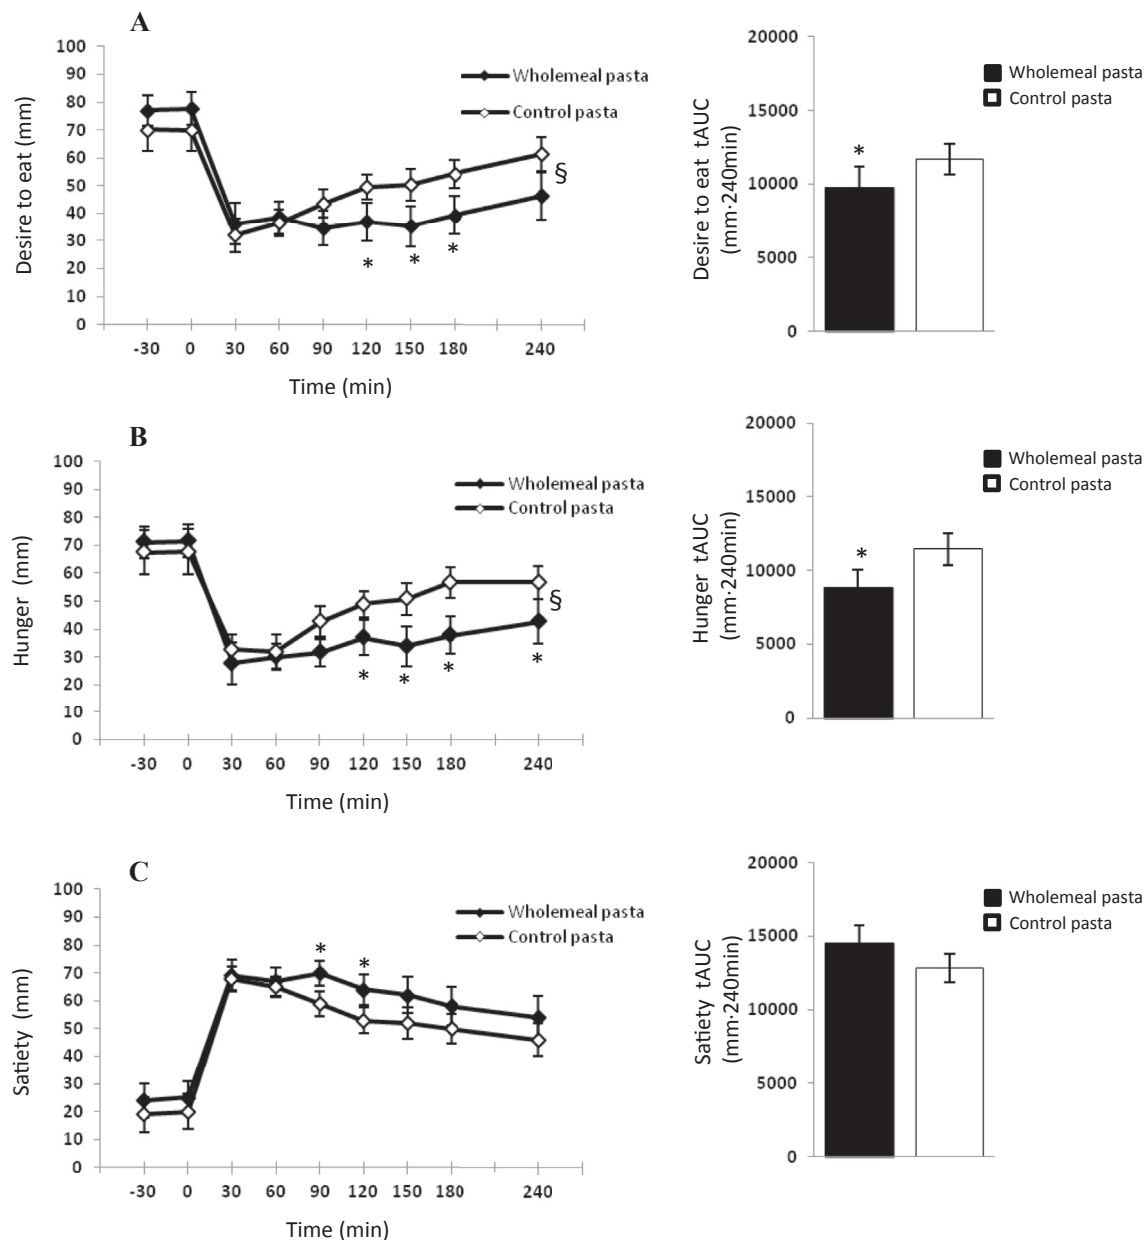 A
100
90
80
70
60
50
40
30
20
10
0
Desire to eat (mm)
Wholemeal pasta
Control pasta
§
* * *
-30 0 30 60 90 120 150 180 240
Time (min)
20000
15000
10000
5000
0
Desire to eat tAUC
(mm·240min)
*
Wholemeal pasta
Control pasta
B
100
90
80
70
60
50
40
30
20
10
0
Hunger (mm)
Wholemeal pasta
Control pasta
§
* * * *
-30 0 30 60 90 120 150 180 240
Time (min)
20000
15000
10000
5000
0
Hunger tAUC
(mm·240min)
*
Wholemeal pasta
Control pasta
C
100
90
80
70
60
50
40
30
20
10
0
Satiety (mm)
Wholemeal pasta
Control pasta
* *
-30 0 30 60 90 120 150 180 240
Time (min)
20000
15000
10000
5000
0
Satiety tAUC
(mm·240min)
Wholemeal pasta
Control pasta